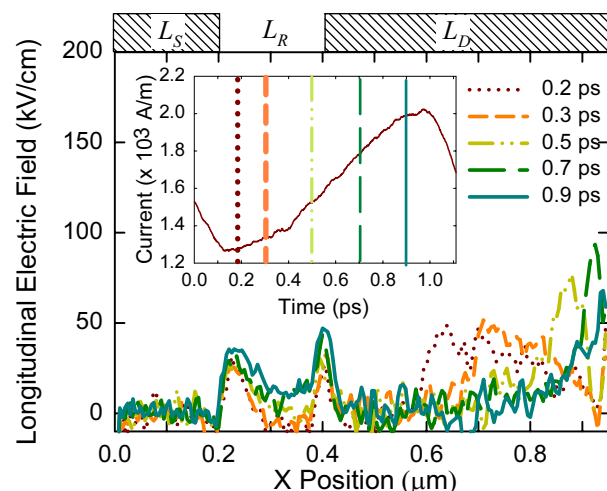 L_S L_R L_D
Longitudinal Electric Field (kV/cm)
200
150
100
50
0
0.0 0.2 0.4 0.6 0.8
X Position (μm)
Current (x 10³ A/m)
2.2
2.0
1.8
1.6
1.4
1.2
0.0 0.2 0.4 0.6 0.8 1.0
Time (ps)
0.2 ps
0.3 ps
0.5 ps
0.7 ps
0.9 ps